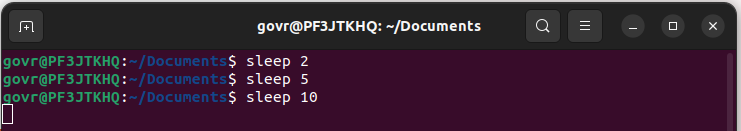 govr@PF3JTKHQ: ~/Documents
govr@PF3JTKHQ:~/Documents$ sleep 2
govr@PF3JTKHQ:~/Documents$ sleep 5
govr@PF3JTKHQ:~/Documents$ sleep 10